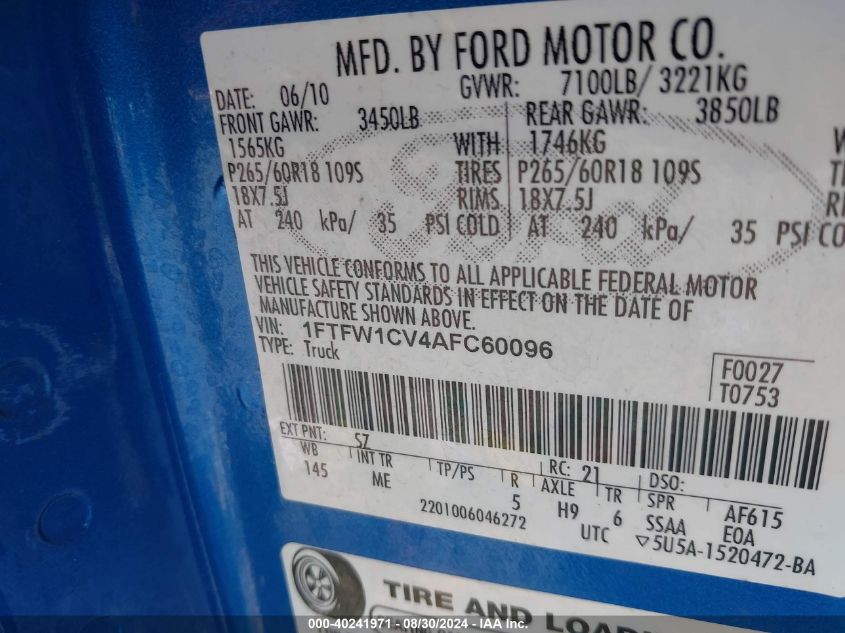 MFD. BY FORD MOTOR CO.
DATE: 06/10 GVWR: 7100LB/ 3221KG
FRONT GAWR: 3450LB REAR GAWR: 3850LB
1565KG WITH 1746KG
P265/60R18 109S TIRES P265/60R18 109S
18X7.5J RIMS 18X7.5J
AT 240 kPa/ 35 PSI COLD AT 240 kPa/ 35 PSI CO
Ford
THIS VEHICLE CONFORMS TO ALL APPLICABLE FEDERAL MOTOR
VEHICLE SAFETY STANDARDS IN EFFECT ON THE DATE OF
MANUFACTURE SHOWN ABOVE.
VIN: 1FTFW1CV4AFC60096
TYPE: Truck
F0027
T0753
EXT PNT: SZ RC: 21 DSO:
WB INT TR TP/PS R AXLE TR SPR AF615
145 ME 5 H9 6 SSAA E0A
2201006046272 UTC ▽5U5A-1520472-BA
TIRE AND LOAD
000-40241971 - 08/30/2024 - IAA Inc.